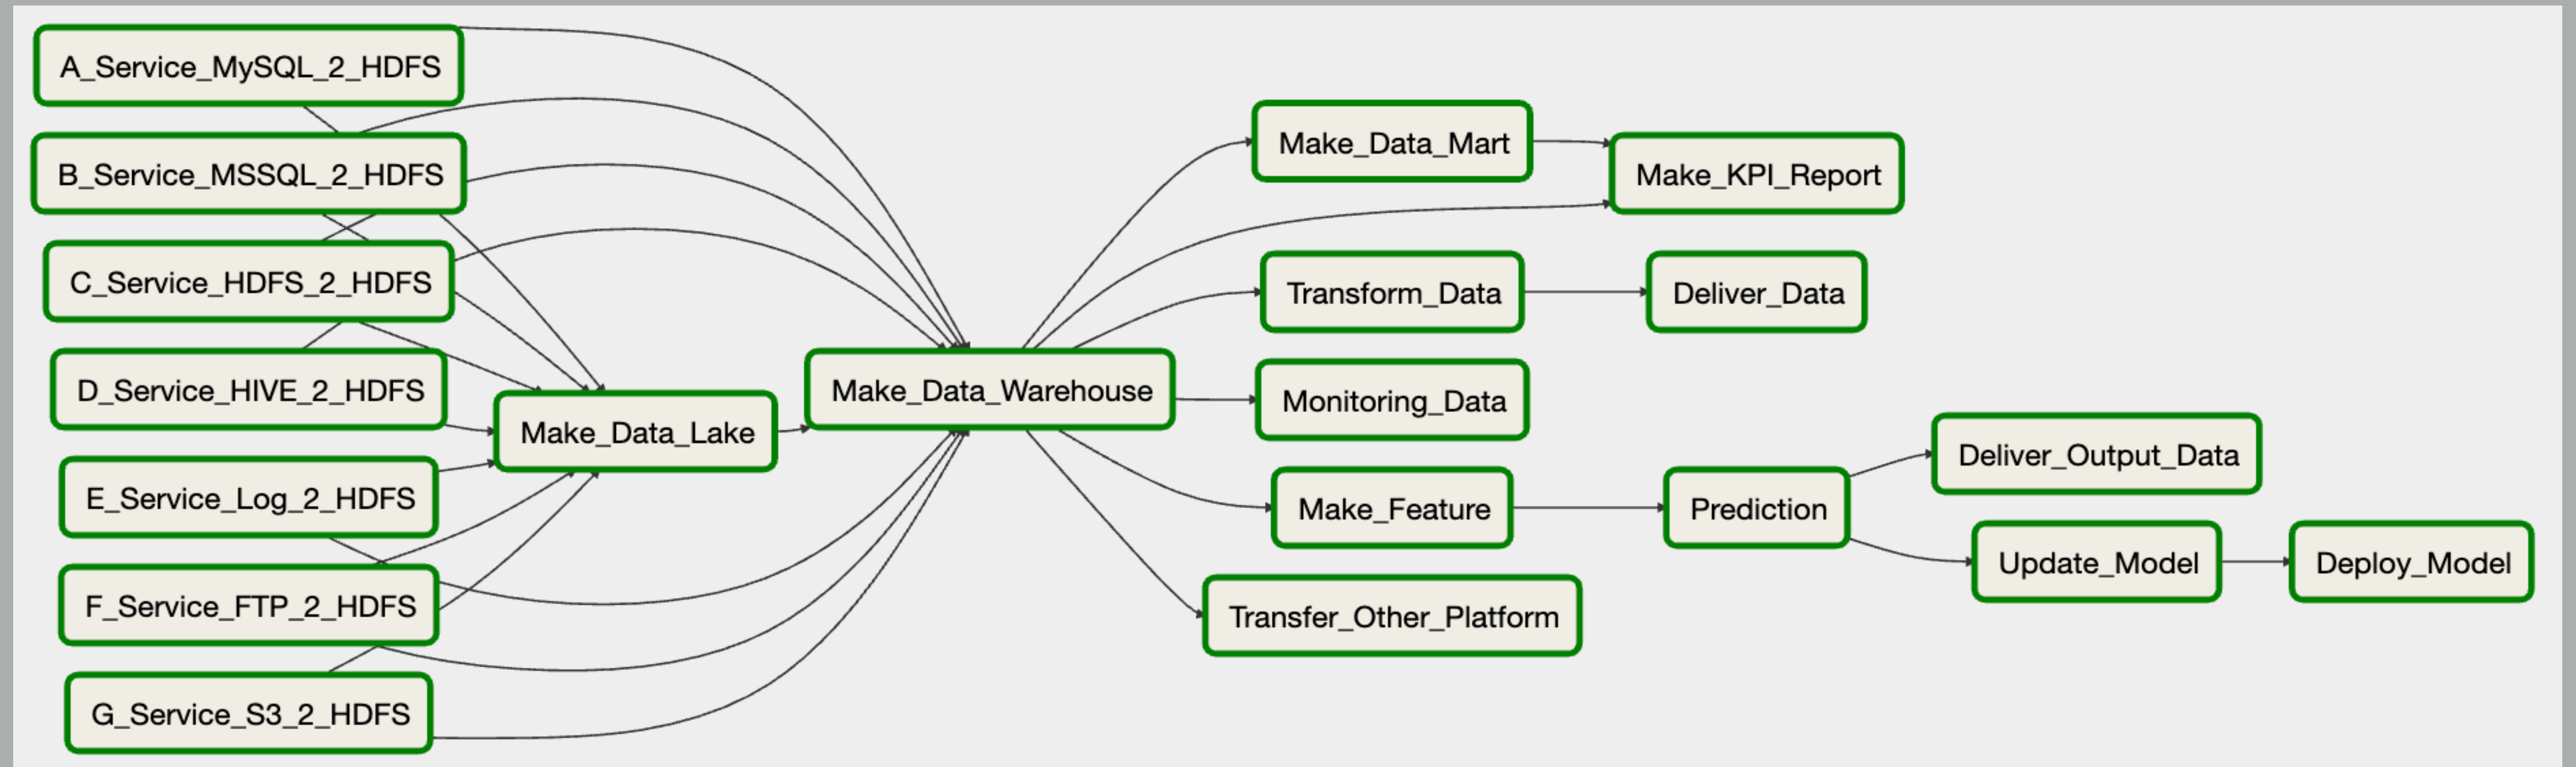 A_Service_MySQL_2_HDFS
B_Service_MSSQL_2_HDFS
C_Service_HDFS_2_HDFS
D_Service_HIVE_2_HDFS
E_Service_Log_2_HDFS
F_Service_FTP_2_HDFS
G_Service_S3_2_HDFS
Make_Data_Lake
Make_Data_Warehouse
Make_Data_Mart
Make_KPI_Report
Transform_Data
Deliver_Data
Monitoring_Data
Make_Feature
Prediction
Deliver_Output_Data
Update_Model
Deploy_Model
Transfer_Other_Platform